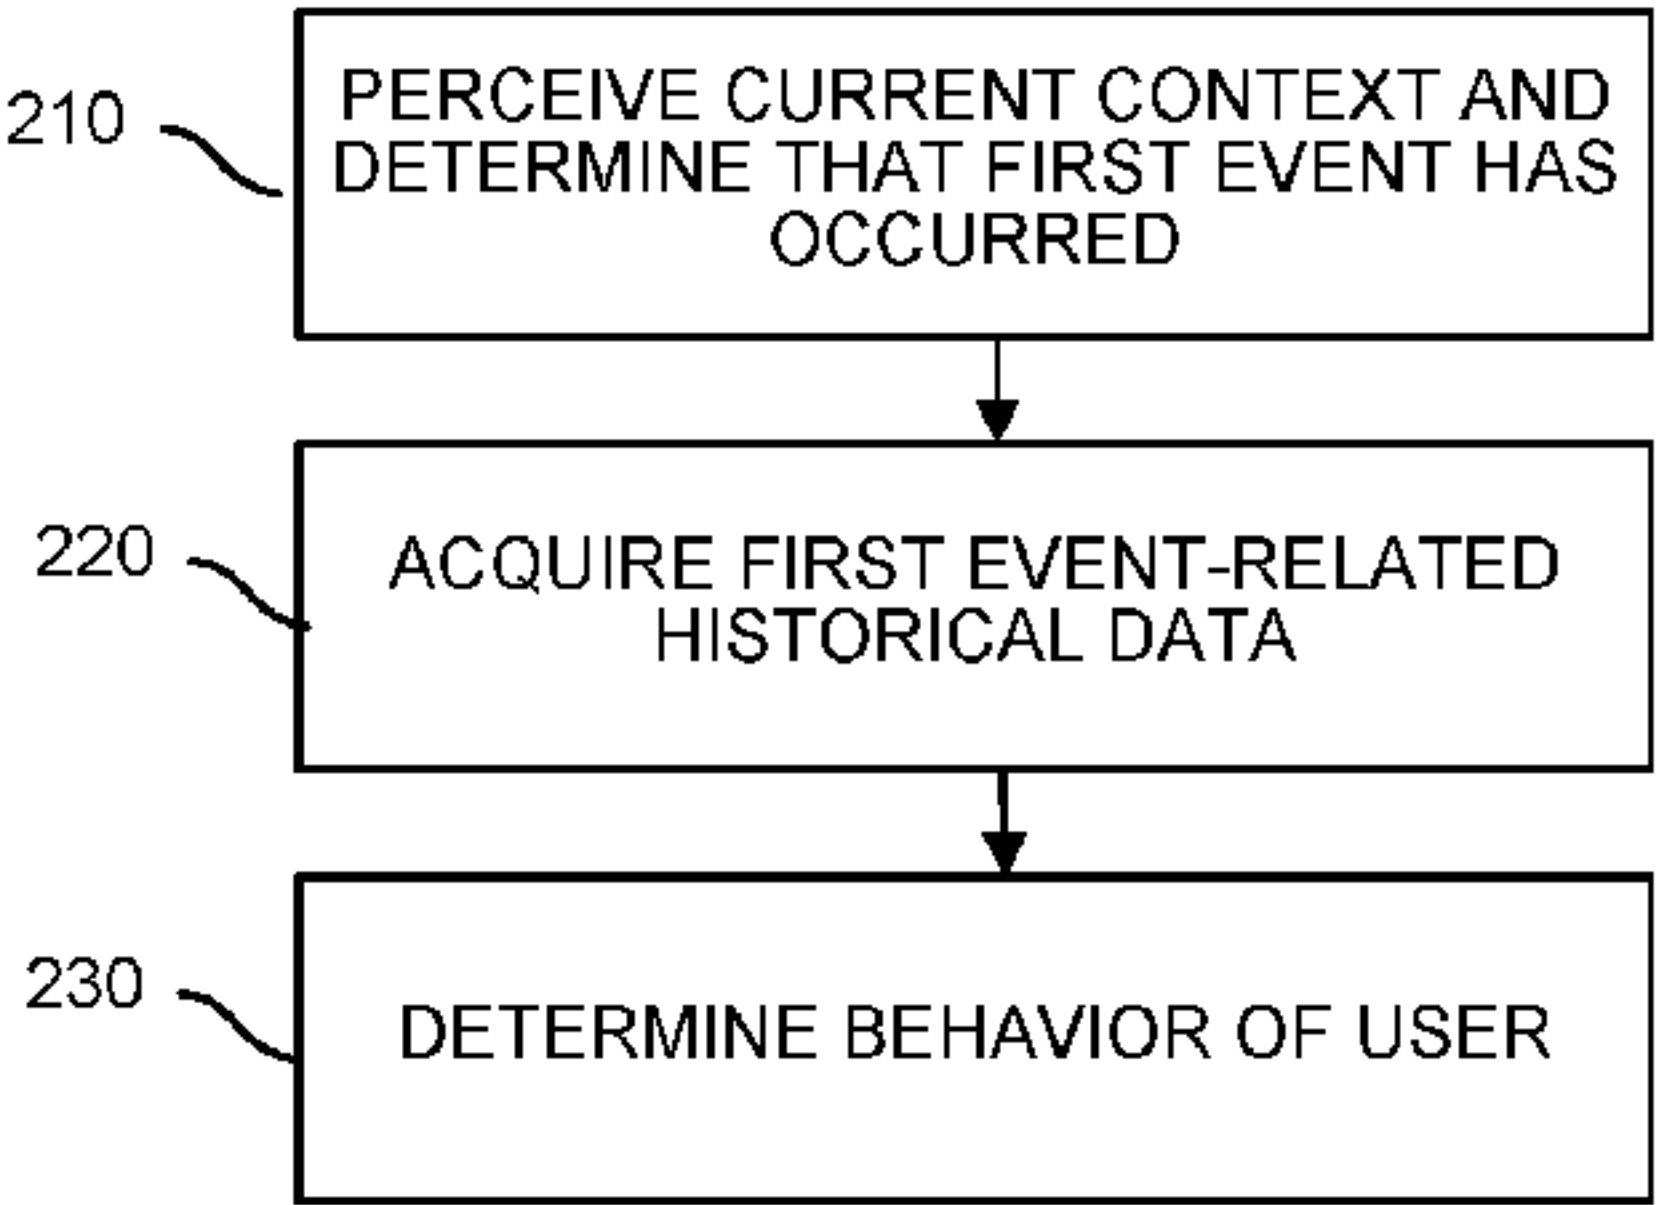 210
PERCEIVE CURRENT CONTEXT AND
DETERMINE THAT FIRST EVENT HAS
OCCURRED
220
ACQUIRE FIRST EVENT-RELATED
HISTORICAL DATA
230
DETERMINE BEHAVIOR OF USER